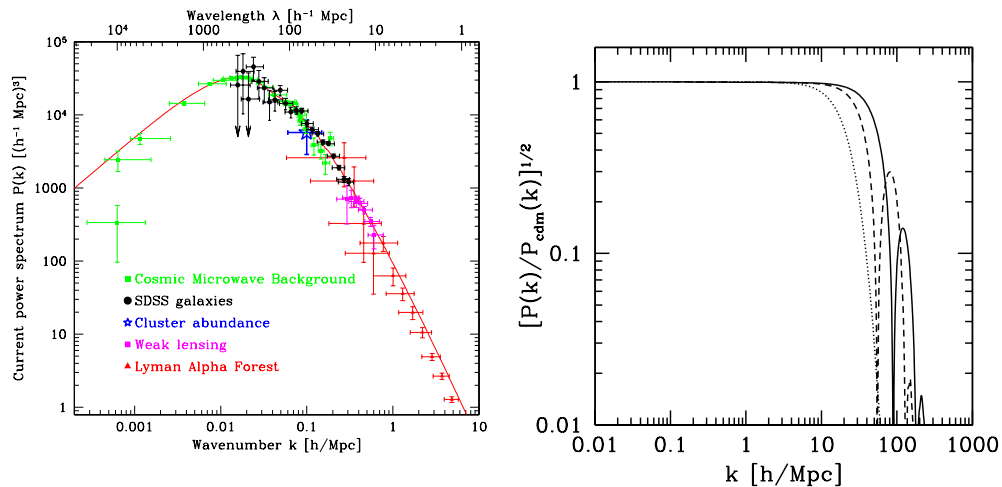 Wavelength λ [h⁻¹ Mpc]
10⁴ 1000 100 10 1
Current power spectrum P(k) [(h⁻¹ Mpc)³]
10⁵
10⁴
1000
100
10
1
Cosmic Microwave Background
SDSS galaxies
Cluster abundance
Weak lensing
Lyman Alpha Forest
0.001 0.01 0.1 1 10
Wavenumber k [h/Mpc]
[P(k)/P_cdm(k)]^1/2
1
0.1
0.01
0.01 0.1 1 10 100 1000
k [h/Mpc]